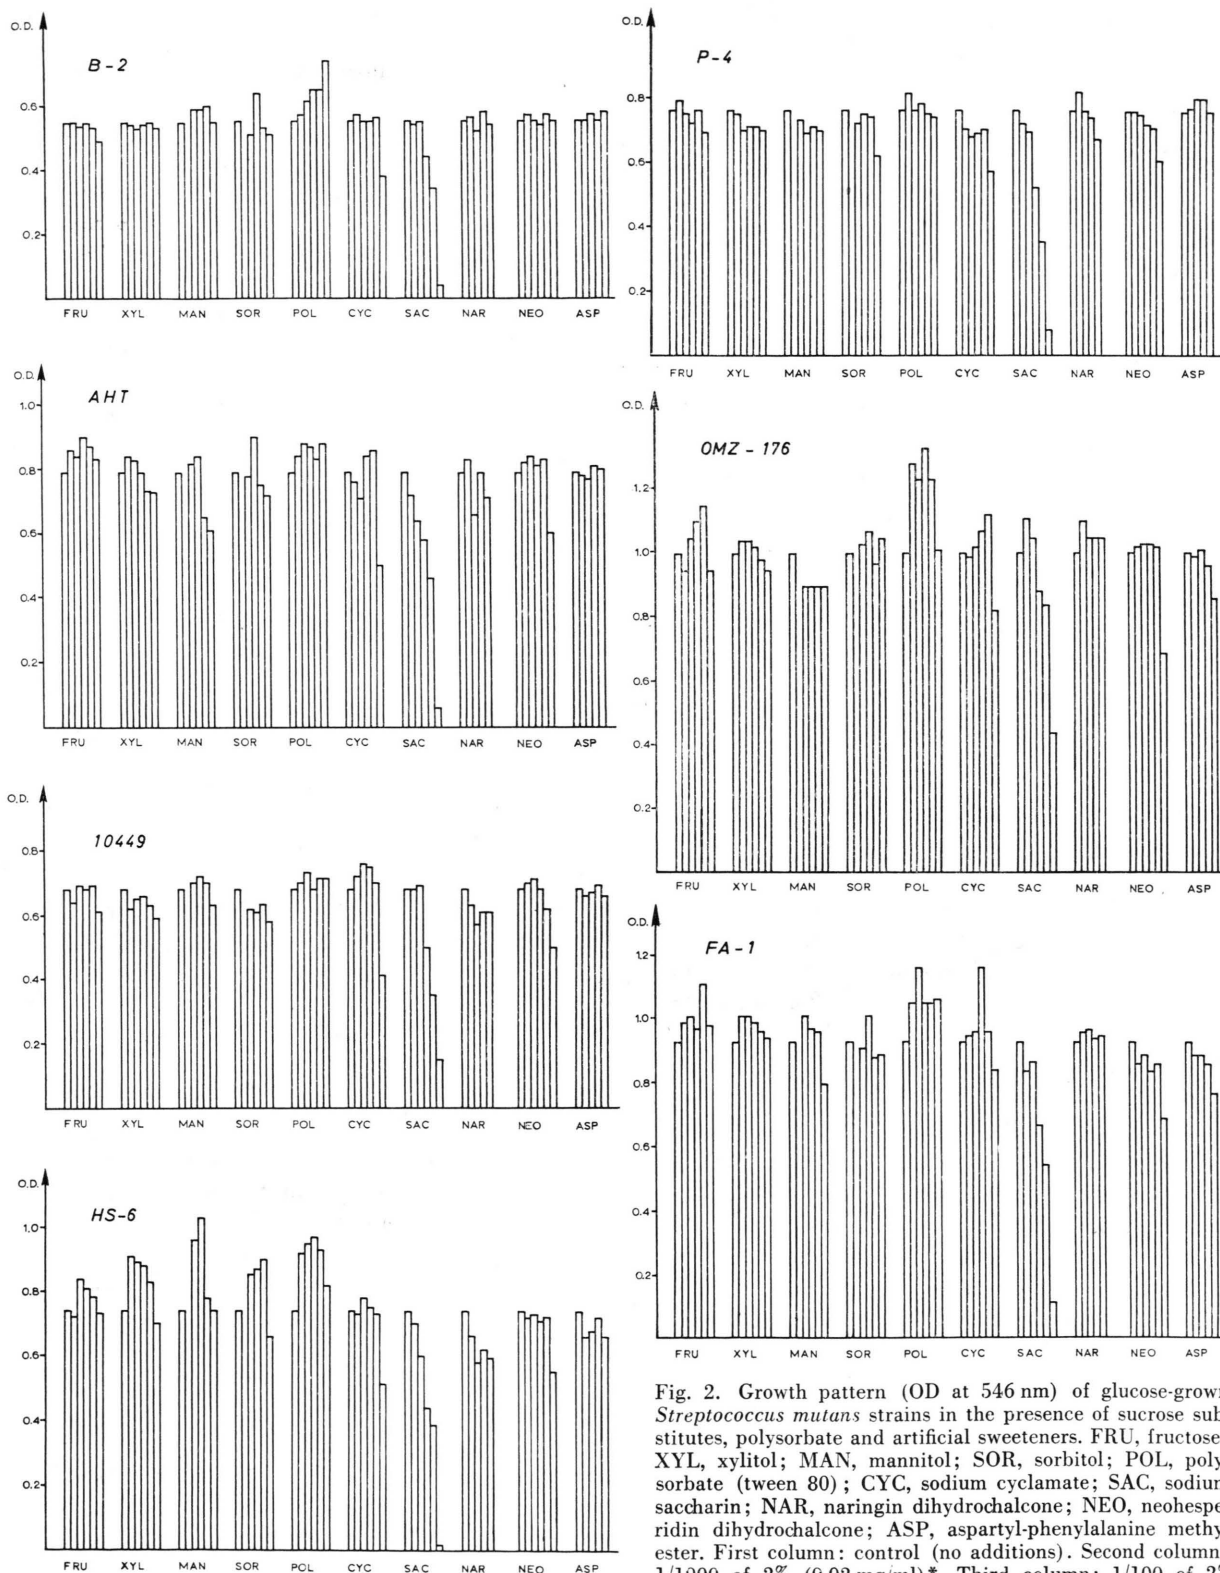 O.D.
B-2
0.6
0.4
0.2
FRU XYL MAN SOR POL CYC SAC NAR NEO ASP
O.D.
AHT
1.0
0.8
0.6
0.4
0.2
FRU XYL MAN SOR POL CYC SAC NAR NEO ASP
O.D.
10449
0.8
0.6
0.4
0.2
FRU XYL MAN SOR POL CYC SAC NAR NEO ASP
O.D.
HS-6
1.0
0.8
0.6
0.4
0.2
FRU XYL MAN SOR POL CYC SAC NAR NEO ASP
O.D.
P-4
0.8
0.6
0.4
0.2
FRU XYL MAN SOR POL CYC SAC NAR NEO ASP
O.D.
OMZ - 176
1.2
1.0
0.8
0.6
0.4
0.2
FRU XYL MAN SOR POL CYC SAC NAR NEO ASP
O.D.
FA-1
1.2
1.0
0.8
0.6
0.4
0.2
FRU XYL MAN SOR POL CYC SAC NAR NEO ASP
Fig. 2. Growth pattern (OD at 546 nm) of glucose-grown
Streptococcus mutans strains in the presence of sucrose sub
stitutes, polysorbate and artificial sweeteners. FRU, fructose
XYL, xylitol; MAN, mannitol; SOR, sorbitol; POL, poly
sorbate (tween 80); CYC, sodium cyclamate; SAC, sodium
saccharin; NAR, naringin dihydrochalcone; NEO, neohespe
ridin dihydrochalcone; ASP, aspartyl-phenylalanine methy
ester. First column: control (no additions). Second column